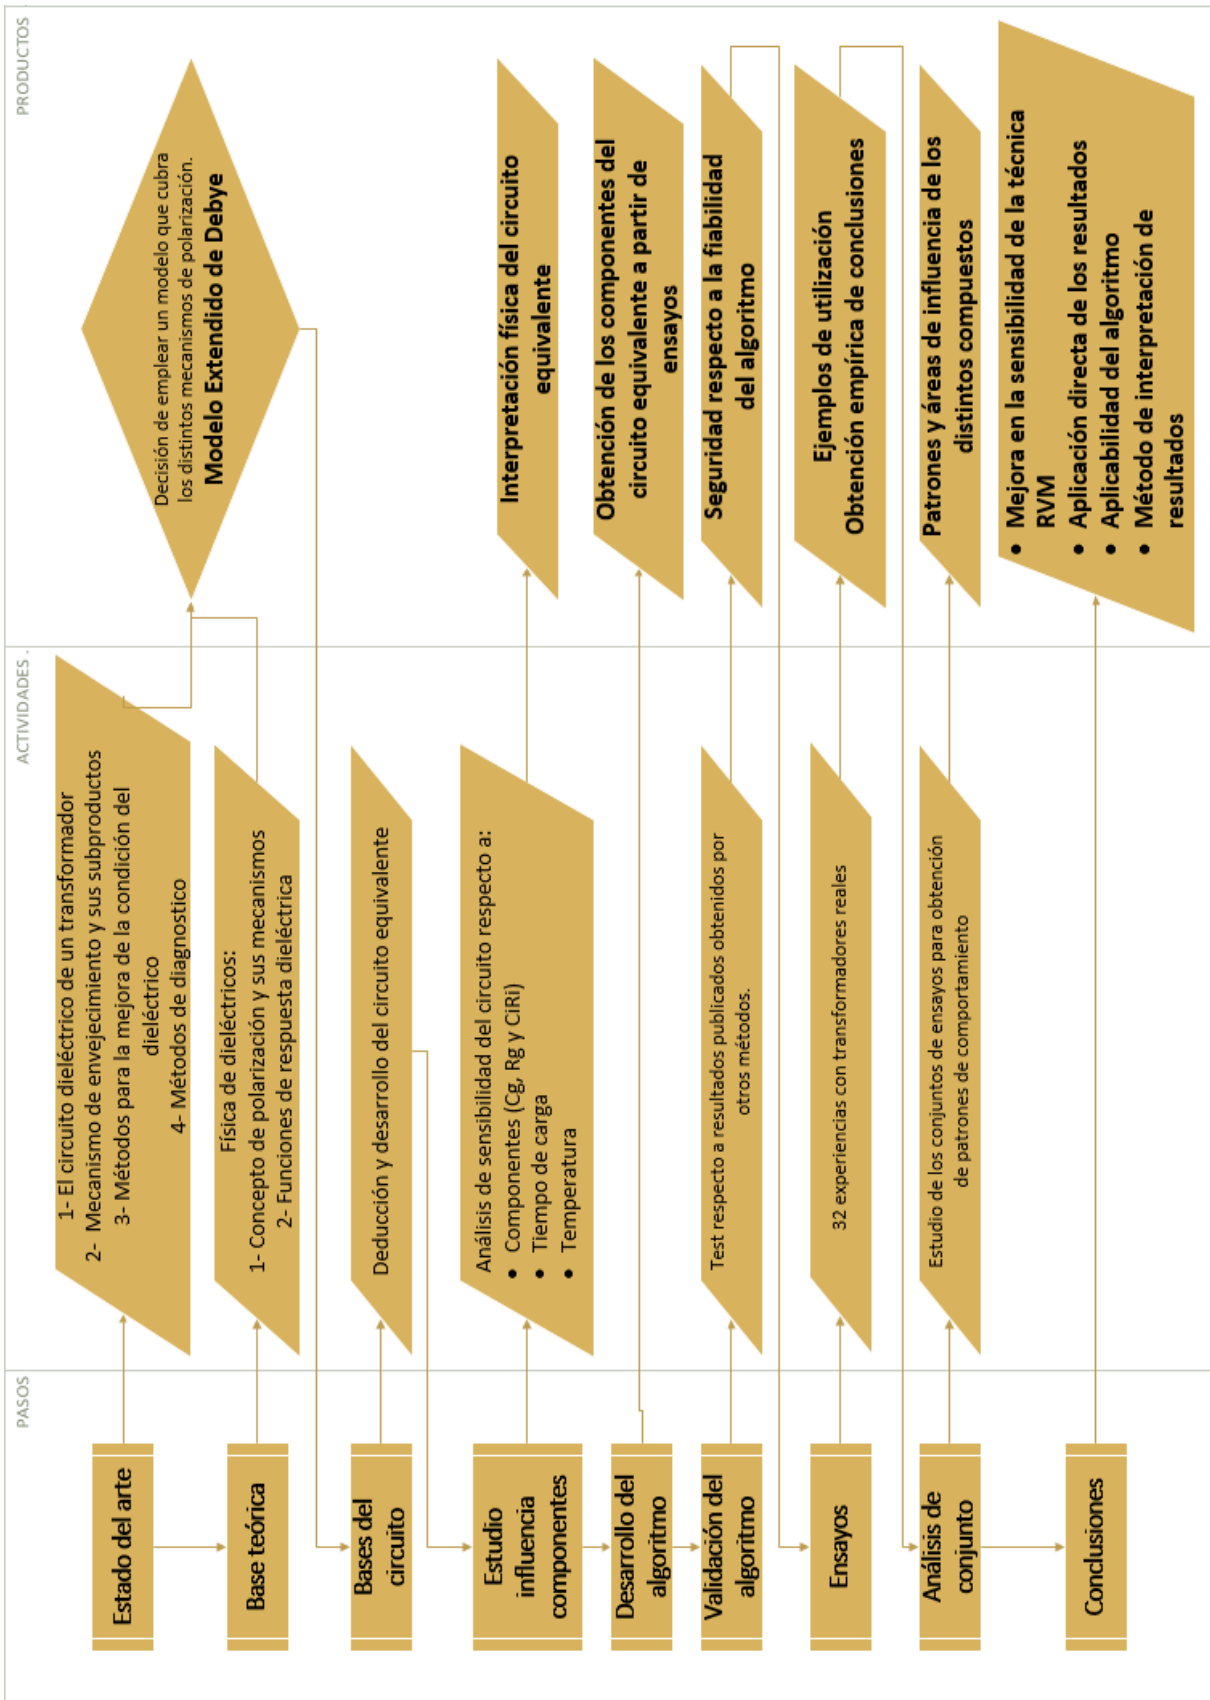 PASOS
ACTIVIDADES .
PRODUCTOS .
Estado del arte
1- El circuito dieléctrico de un transformador
2- Mecanismo de envejecimiento y sus subproductos
3- Métodos para la mejora de la condición del
dieléctrico
4- Métodos de diagnostico
Decisión de emplear un modelo que cubra
los distintos mecanismos de polarización.
Modelo Extendido de Debye
Base teórica
Física de dieléctricos:
1- Concepto de polarización y sus mecanismos
2- Funciones de respuesta dieléctrica
Bases del
circuito
Deducción y desarrollo del circuito equivalente
Estudio
influencia
componentes
Análisis de sensibilidad del circuito respecto a:
• Componentes (Cg, Rg y CiRi)
• Tiempo de carga
• Temperatura
Interpretación física del circuito
equivalente
Desarrollo del
algoritmo
Obtención de los componentes del
circuito equivalente a partir de
ensayos
Validación del
algoritmo
Test respecto a resultados publicados obtenidos por
otros métodos.
Seguridad respecto a la fiabilidad
del algoritmo
Ensayos
32 experiencias con transformadores reales
Ejemplos de utilización
Obtención empírica de conclusiones
Análisis de
conjunto
Estudio de los conjuntos de ensayos para obtención
de patrones de comportamiento
Patrones y áreas de influencia de los
distintos compuestos
Conclusiones
• Mejora en la sensibilidad de la técnica
RVM
• Aplicación directa de los resultados
• Aplicabilidad del algoritmo
• Método de interpretación de
resultados